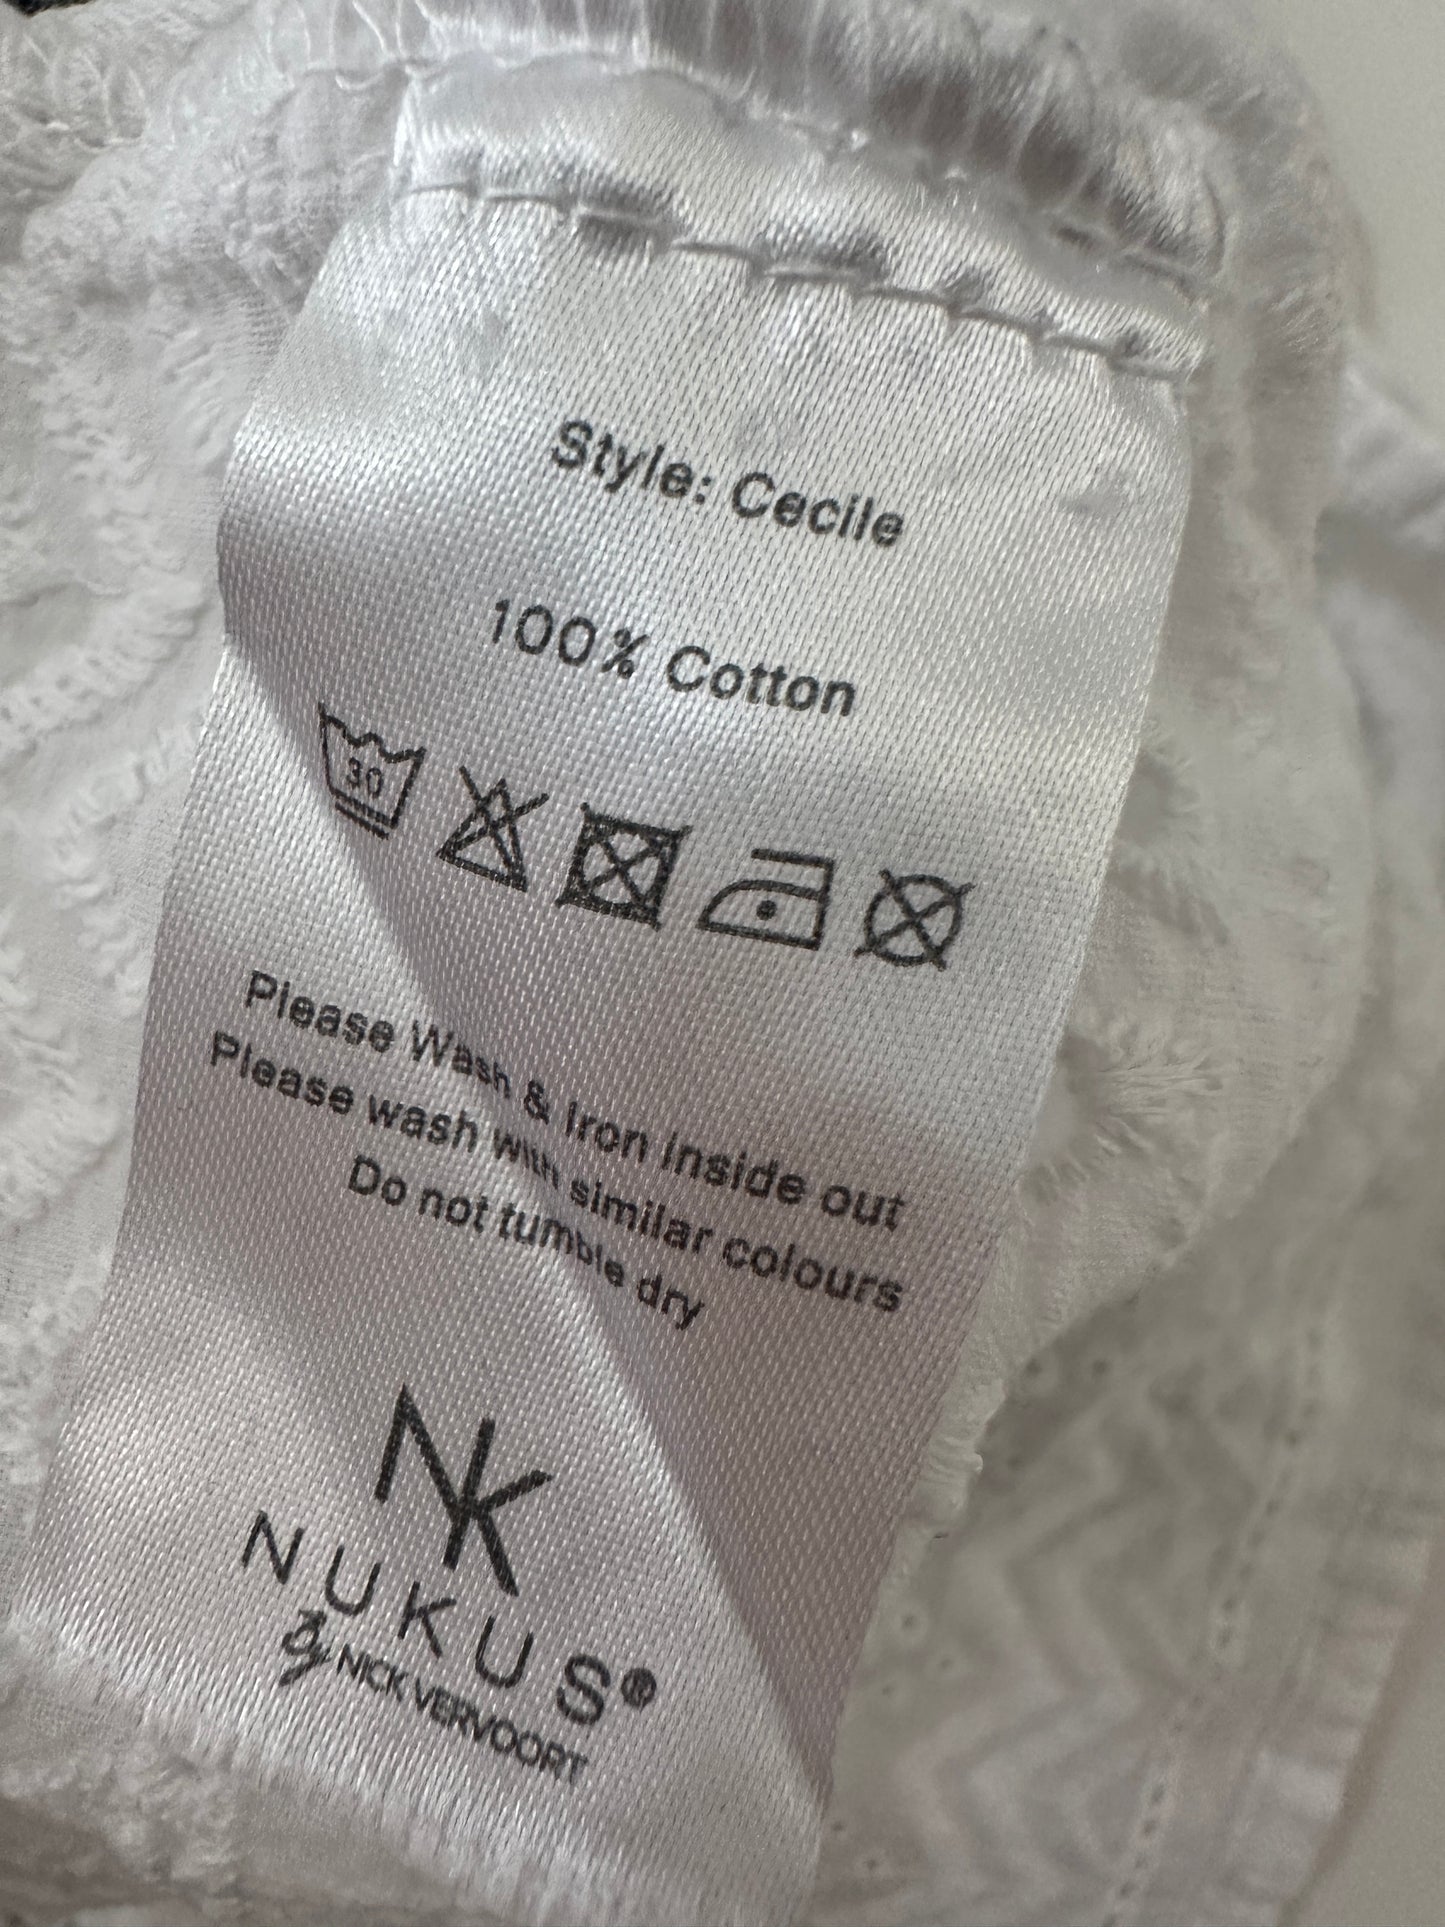 Style: Cecile
100% Cotton
30
Please Wash & Iron inside out
Please wash with similar colours
Do not tumble dry
NK
NUKUS®
By NICK VERVOORT